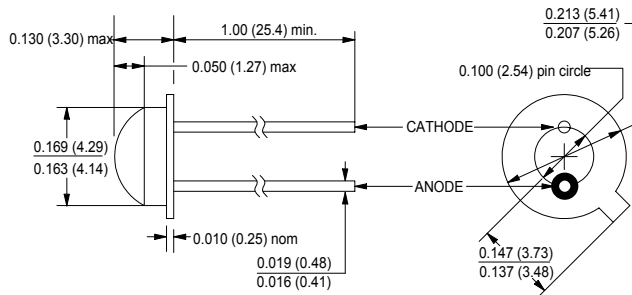 0.130 (3.30) max
1.00 (25.4) min.
0.213 (5.41)
0.207 (5.26)
0.050 (1.27) max
0.100 (2.54) pin circle
0.169 (4.29)
0.163 (4.14)
CATHODE
ANODE
0.010 (0.25) nom
0.019 (0.48)
0.016 (0.41)
0.147 (3.73)
0.137 (3.48)